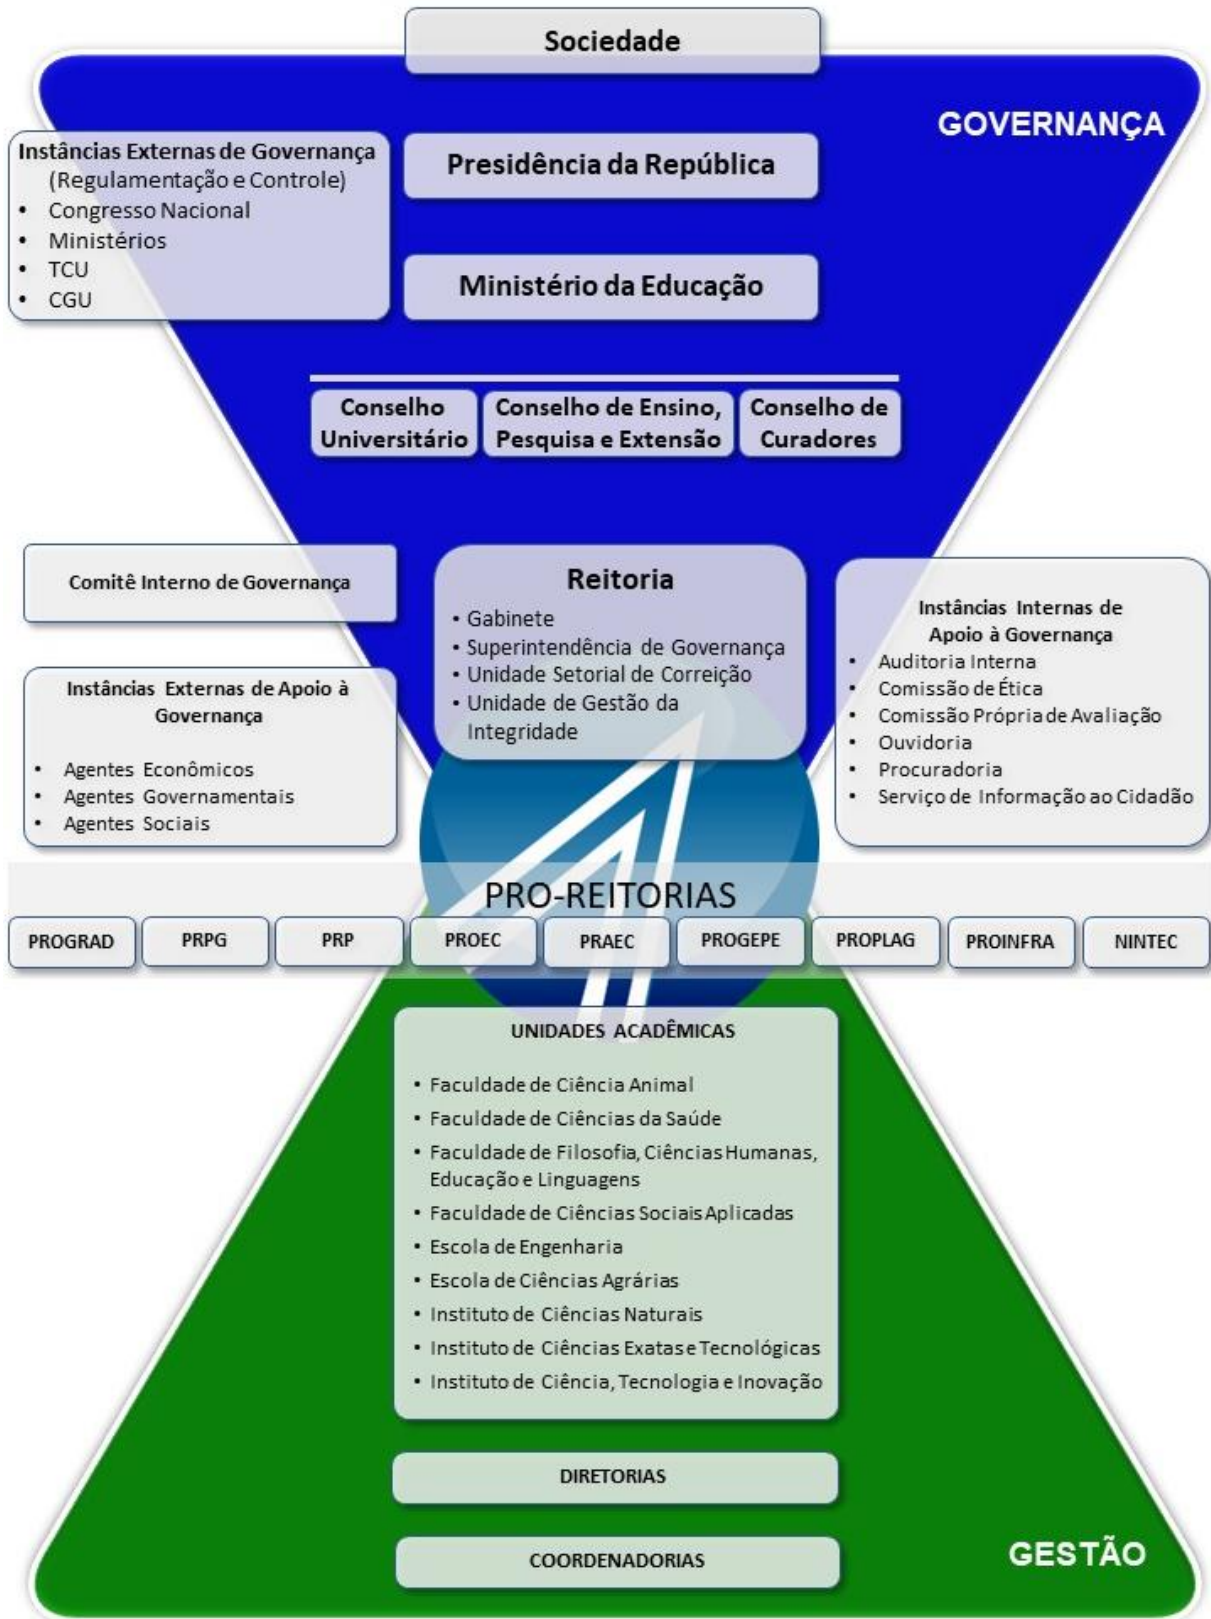 Sociedade
GOVERNANÇA
Instâncias Externas de Governança
(Regulamentação e Controle)
• Congresso Nacional
• Ministérios
• TCU
• CGU
Presidência da República
Ministério da Educação
Conselho
Universitário
Conselho de Ensino,
Pesquisa e Extensão
Conselho de
Curadores
Comitê Interno de Governança
Instâncias Externas de Apoio à
Governança
• Agentes Econômicos
• Agentes Governamentais
• Agentes Sociais
Reitoria
• Gabinete
• Superintendência de Governança
• Unidade Setorial de Correição
• Unidade de Gestão da
Integridade
Instâncias Internas de
Apoio à Governança
• Auditoria Interna
• Comissão de Ética
• Comissão Própria de Avaliação
• Ouvidoria
• Procuradoria
• Serviço de Informação ao Cidadão
PRO-REITORIAS
PROGRAD
PRPG
PRP
PROEC
PRAEC
PROGEPE
PROPLAG
PROINFRA
NINTEC
UNIDADES ACADÊMICAS
• Faculdade de Ciência Animal
• Faculdade de Ciências da Saúde
• Faculdade de Filosofia, Ciências Humanas,
Educação e Linguagens
• Faculdade de Ciências Sociais Aplicadas
• Escola de Engenharia
• Escola de Ciências Agrárias
• Instituto de Ciências Naturais
• Instituto de Ciências Exatas e Tecnológicas
• Instituto de Ciência, Tecnologia e Inovação
DIRETORIAS
COORDENADORIAS
GESTÃO